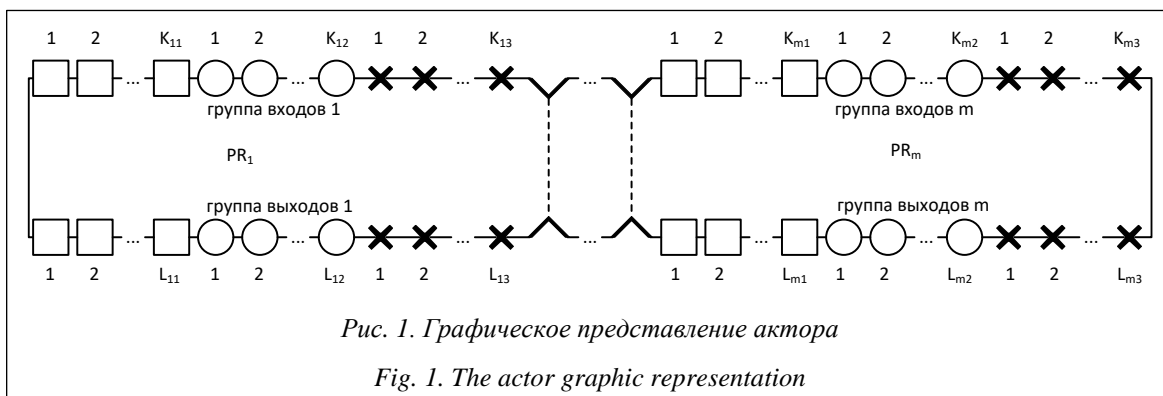 1 2 K11 1 2 K12 1 2 K13 1 2 Km1 1 2 Km2 1 2 Km3
... ... ... ... ... ... ...
группа входов 1 группа входов m
PR1 PRm
группа выходов 1 группа выходов m
... ... ... ... ... ... ...
1 2 L11 1 2 L12 1 2 L13 1 2 Lm1 1 2 Lm2 1 2 Lm3
Рис. 1. Графическое представление актора
Fig. 1. The actor graphic representation